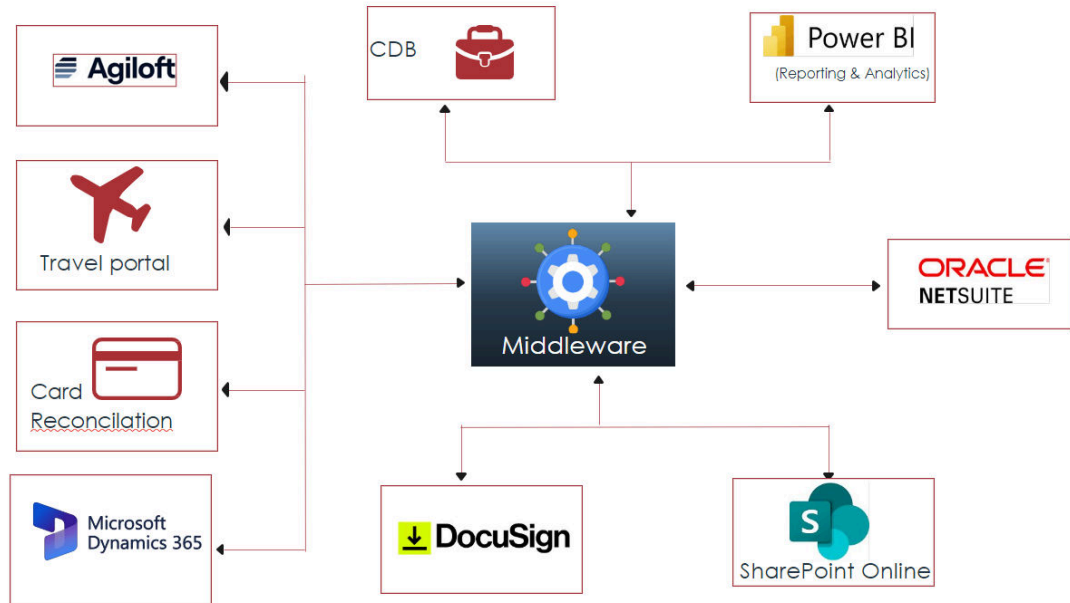 Agiloft
CDB
Power BI
(Reporting & Analytics)
Travel portal
ORACLE
NETSUITE
Middleware
Card
Reconcilation
Microsoft
Dynamics 365
DocuSign
S
SharePoint Online